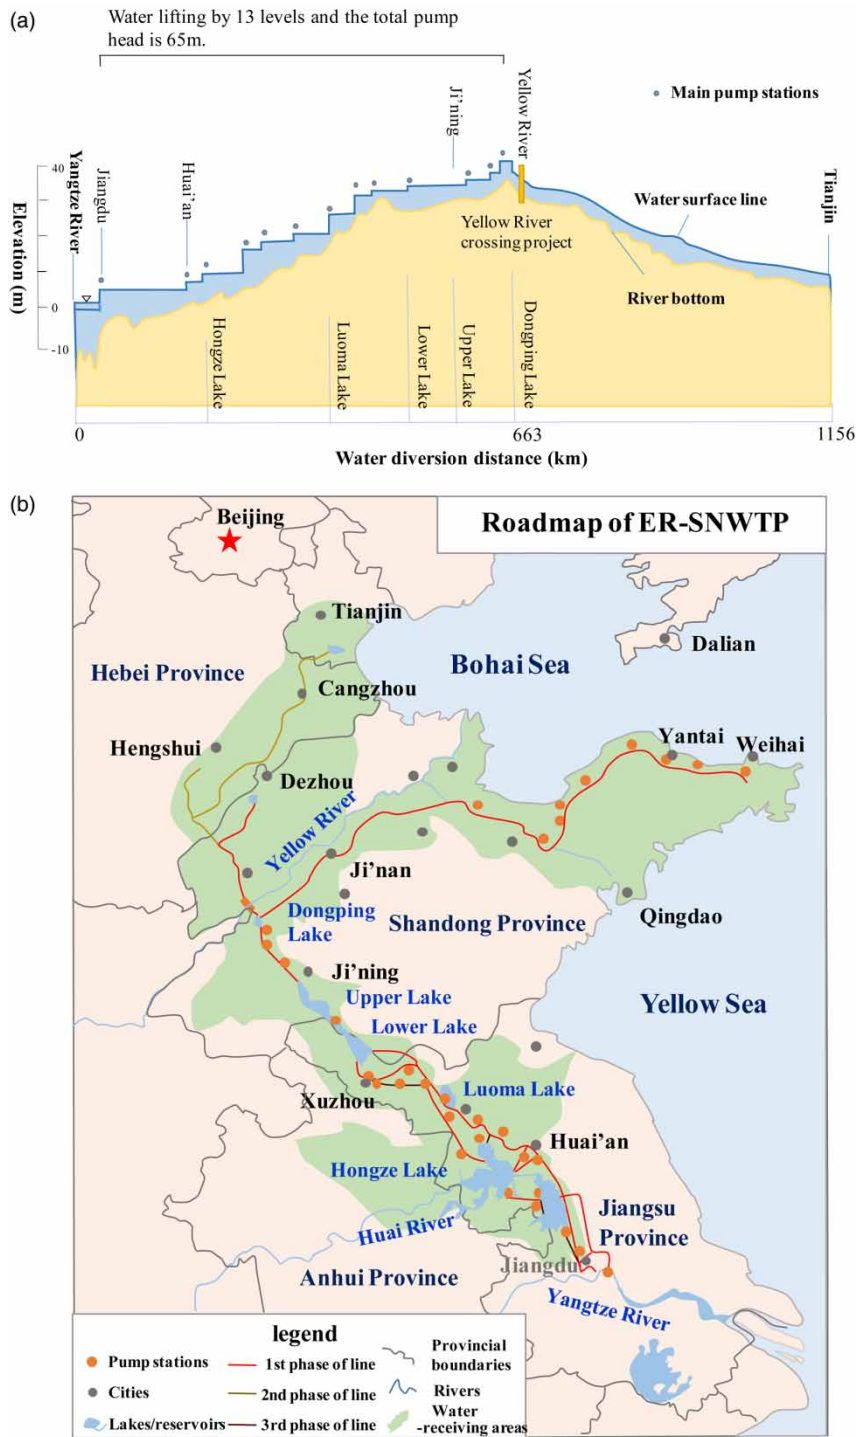 (a)
Water lifting by 13 levels and the total pump
head is 65m.
Main pump stations
Yangtze River
Jiangdu
Huai'an
Ji'ning
Yellow River
Tianjin
Elevation (m)
40
0
-10
Water surface line
Yellow River
crossing project
River bottom
Hongze Lake
Luoma Lake
Lower Lake
Upper Lake
Dongping Lake
0
663
1156
Water diversion distance (km)
(b)
Roadmap of ER-SNWTP
Beijing
Tianjin
Dalian
Hebei Province
Bohai Sea
Cangzhou
Hengshui
Yantai
Weihai
Dezhou
Yellow River
Ji'nan
Dongping
Lake
Shandong Province
Qingdao
Ji'ning
Upper Lake
Yellow Sea
Lower Lake
Xuzhou
Luoma Lake
Huai'an
Hongze Lake
Huai River
Jiangsu
Province
Jiangdu
Anhui Province
Yangtze River
legend
Pump stations
1st phase of line
Provincial
boundaries
Cities
2nd phase of line
Rivers
Lakes/reservoirs
3rd phase of line
Water
-receiving areas